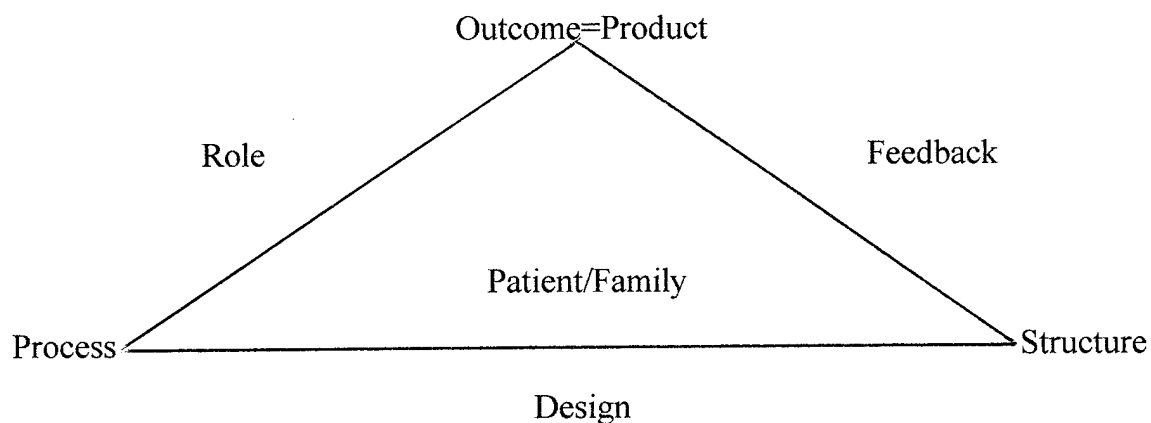 Outcome=Product
Role
Feedback
Patient/Family
Process
Structure
Design